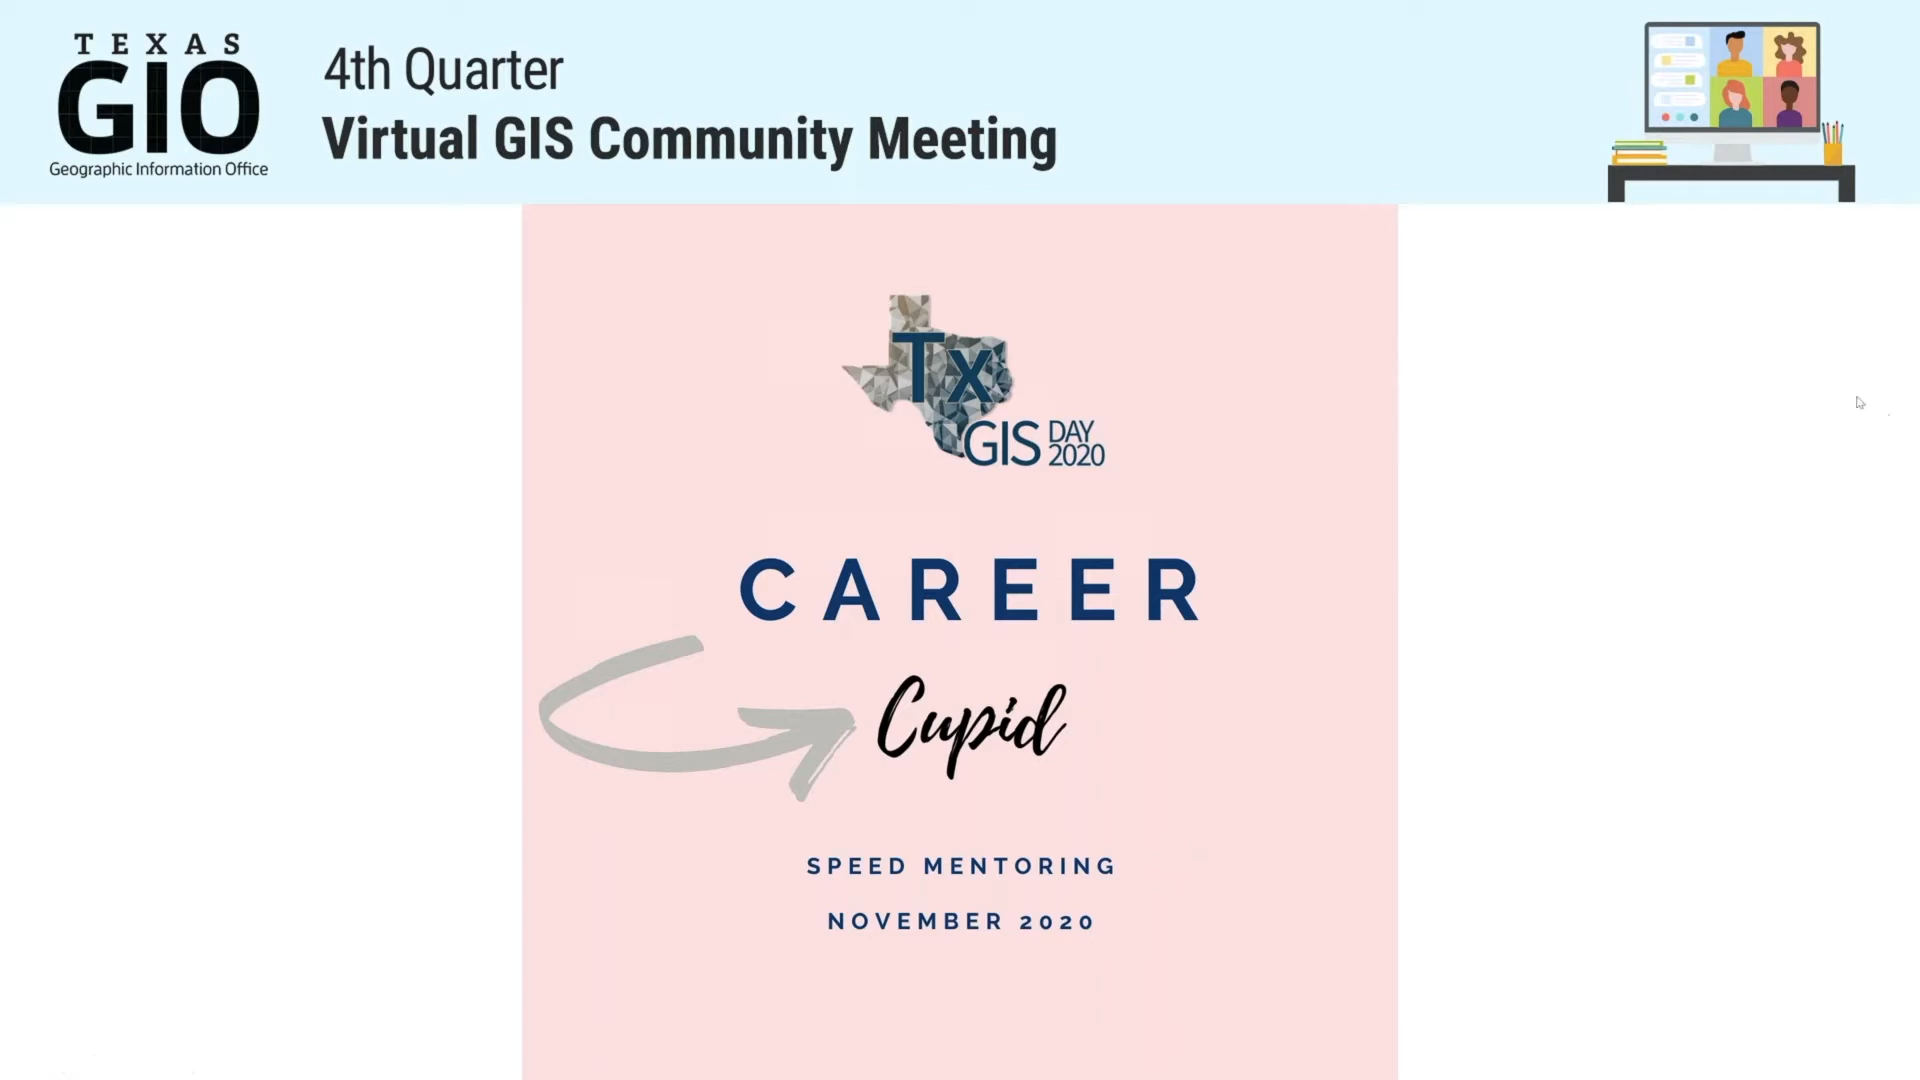 TEXAS
GIO
Geographic Information Office
4th Quarter
Virtual GIS Community Meeting
Tx
GIS DAY
2020
CAREER
Cupid
SPEED MENTORING
NOVEMBER 2020